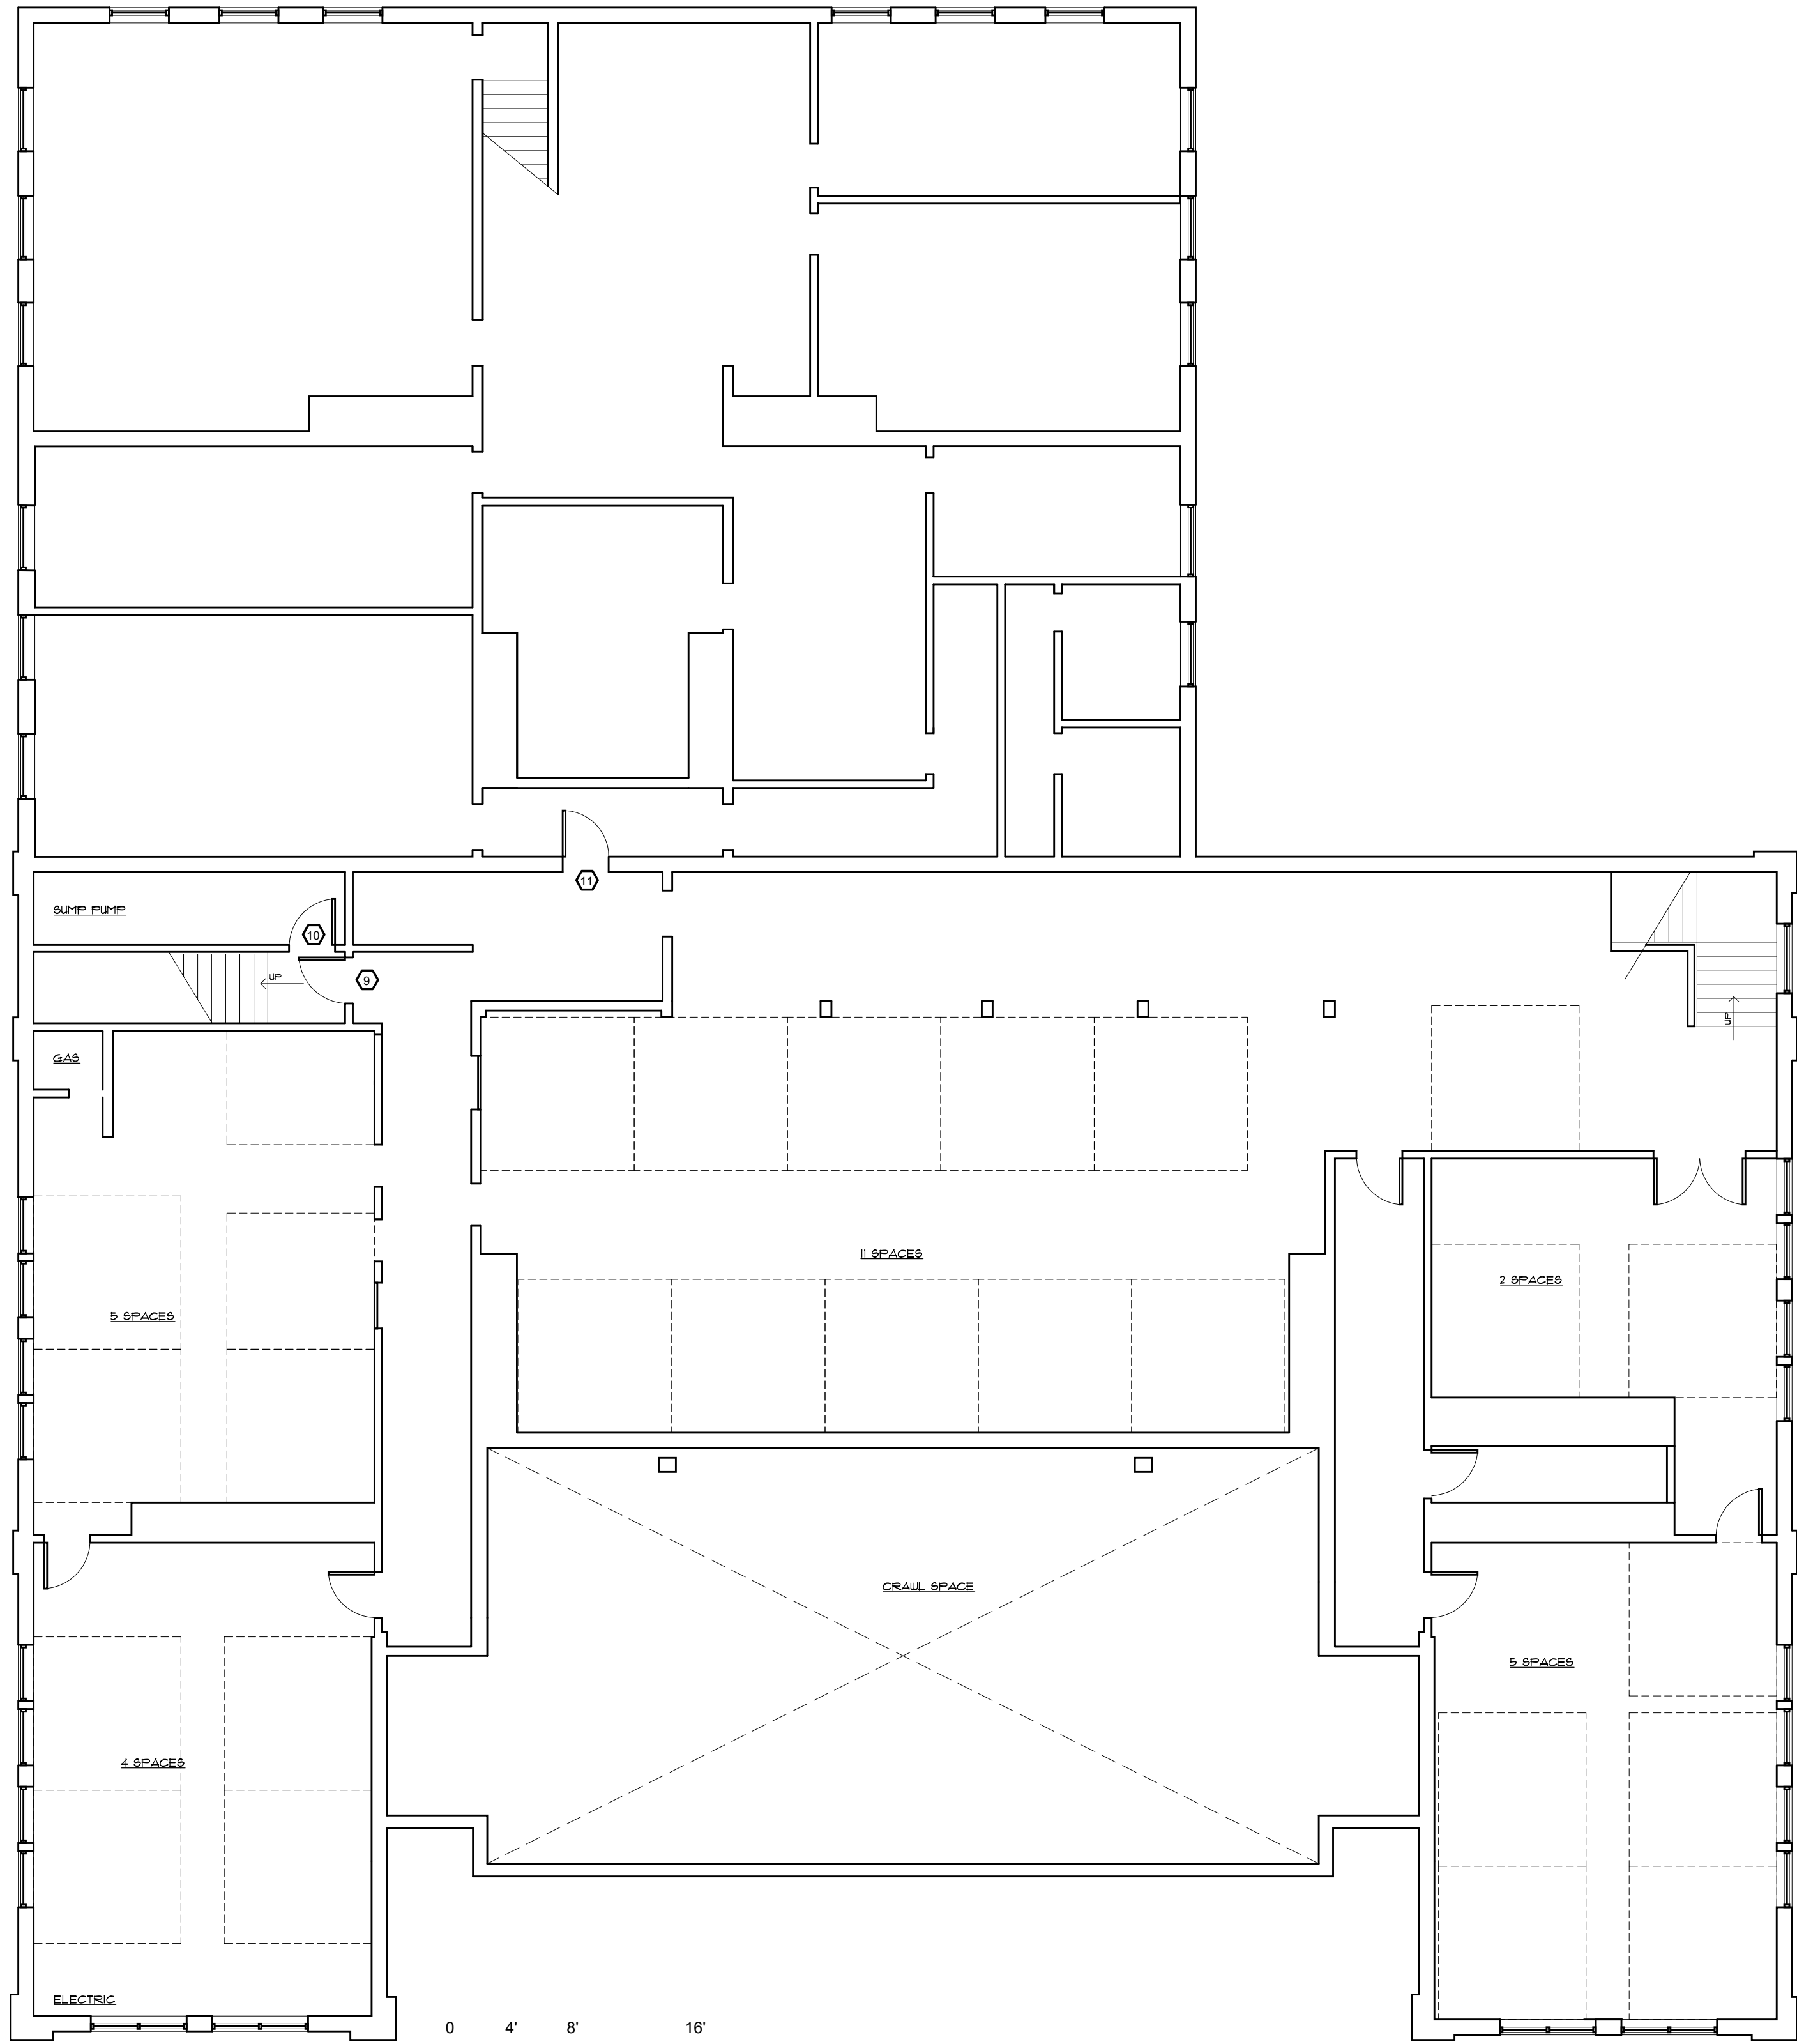 11
SUMP PUMP
10
UP
9
UP
GAS
11 SPACES
2 SPACES
5 SPACES
CRAWL SPACE
5 SPACES
4 SPACES
ELECTRIC
0 4' 8' 16'